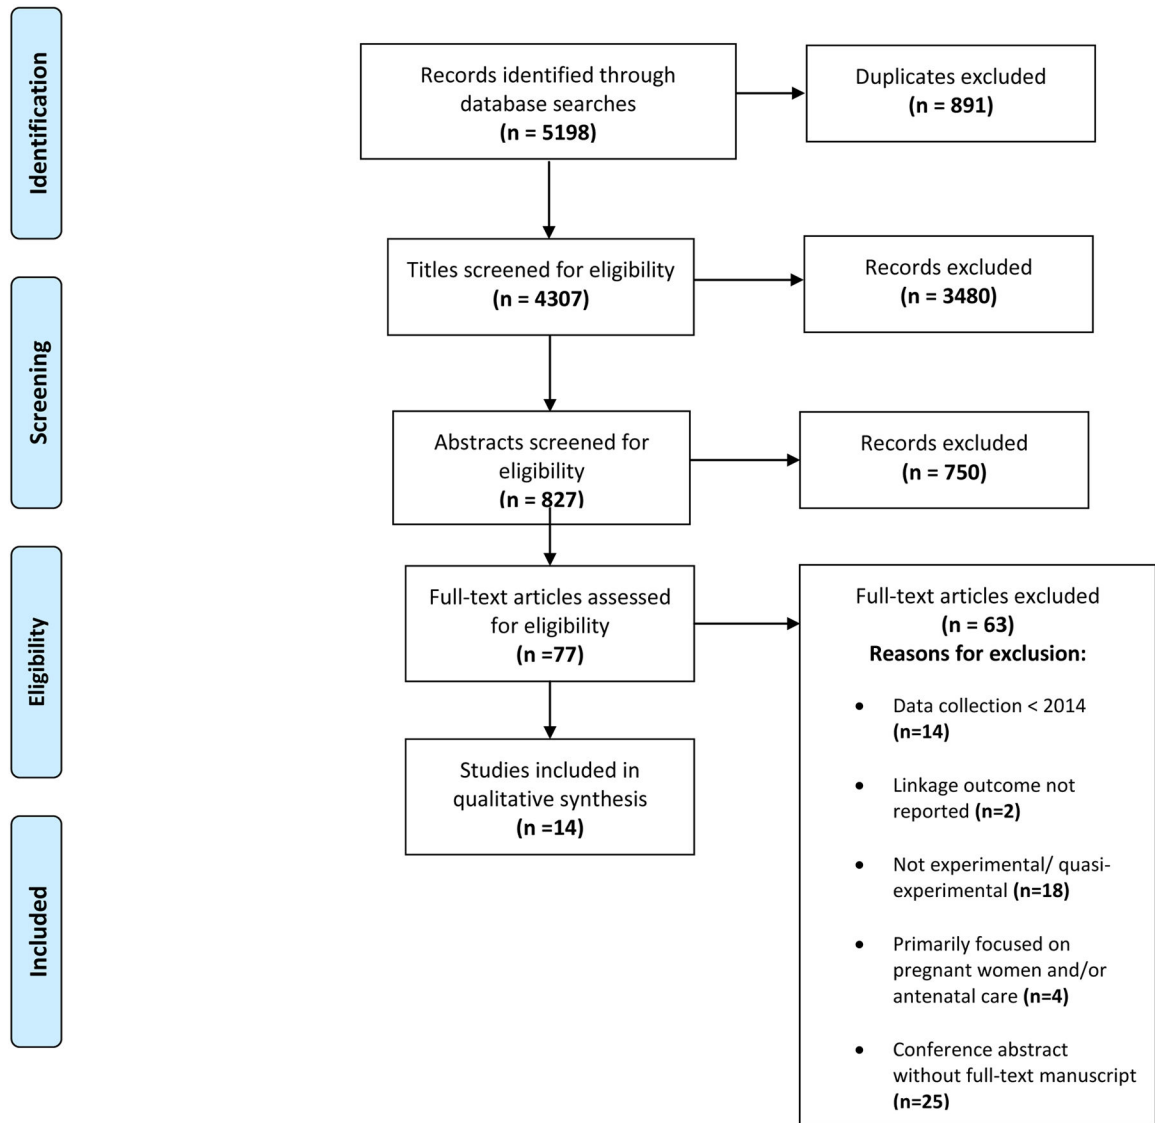 Identification
Records identified through
database searches
(n = 5198)
Duplicates excluded
(n = 891)
Screening
Titles screened for eligibility
(n = 4307)
Records excluded
(n = 3480)
Abstracts screened for
eligibility
(n = 827)
Records excluded
(n = 750)
Eligibility
Full-text articles assessed
for eligibility
(n =77)
Full-text articles excluded
(n = 63)
Reasons for exclusion:
• Data collection < 2014
(n=14)
• Linkage outcome not
reported (n=2)
• Not experimental/ quasi-
experimental (n=18)
• Primarily focused on
pregnant women and/or
antenatal care (n=4)
• Conference abstract
without full-text manuscript
(n=25)
Included
Studies included in
qualitative synthesis
(n =14)